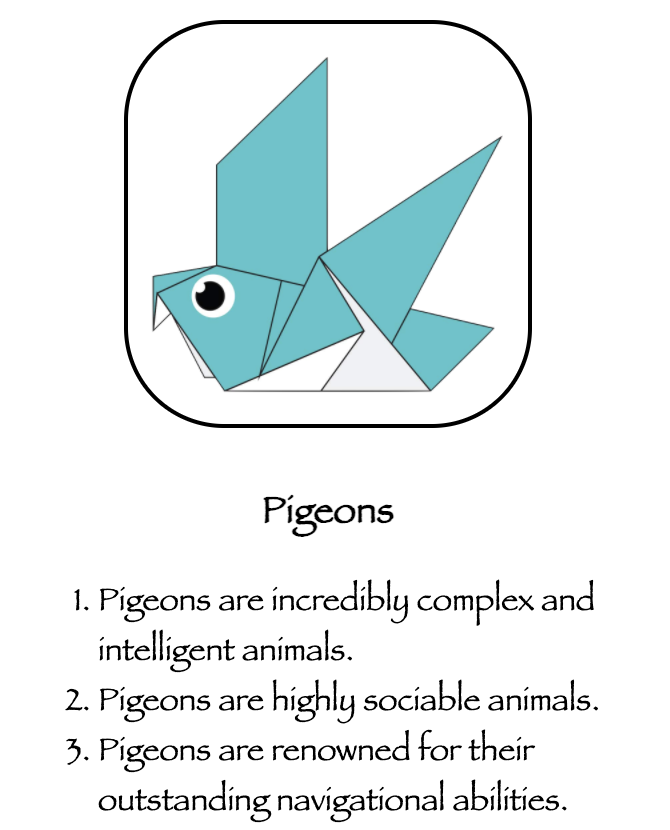 Pigeons
1. Pigeons are incredibly complex and
intelligent animals.
2. Pigeons are highly sociable animals.
3. Pigeons are renowned for their
outstanding navigational abilities.